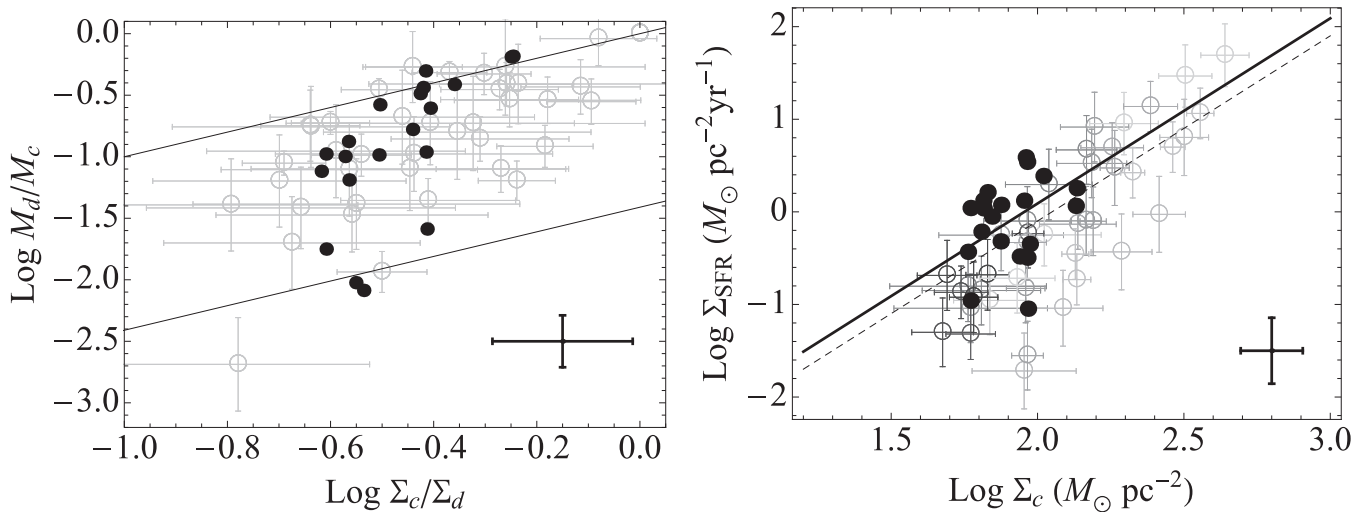 0.0
−0.5
−1.0
−1.5
−2.0
−2.5
−3.0
Log M_d/M_c
−1.0 −0.8 −0.6 −0.4 −0.2 0.0
Log Σ_c/Σ_d
2
1
0
−1
−2
Log Σ_SFR (M_⊙ pc⁻² yr⁻¹)
1.5 2.0 2.5 3.0
Log Σ_c (M_⊙ pc⁻²)